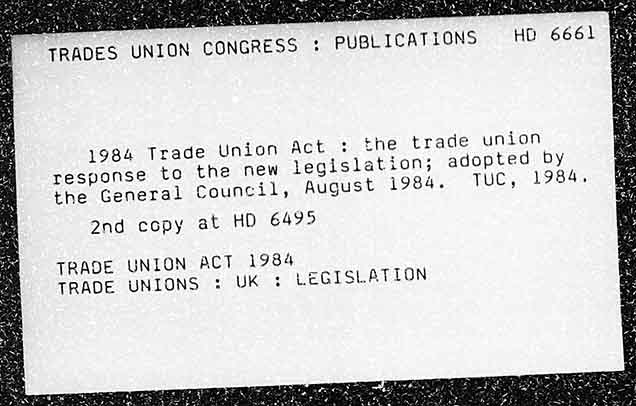 TRADES UNION CONGRESS : PUBLICATIONS HD 6661
1984 Trade Union Act : the trade union
response to the new legislation; adopted by
the General Council, August 1984. TUC, 1984.
2nd copy at HD 6495
TRADE UNION ACT 1984
TRADE UNIONS : UK : LEGISLATION